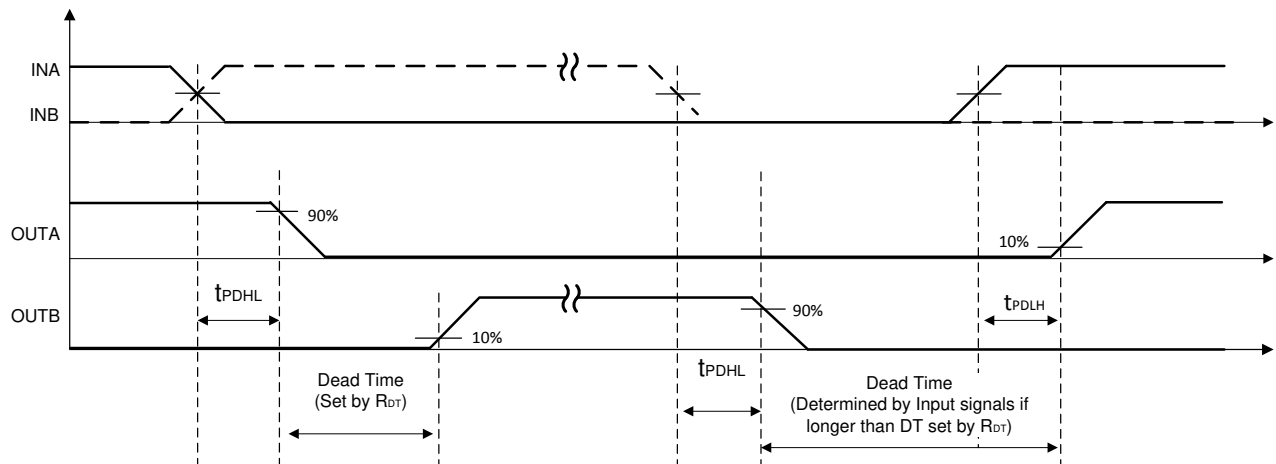 INA
INB
OUTA
90%
10%
tPDHL
tPDLH
OUTB
10%
90%
tPDHL
Dead Time
(Set by RDT)
Dead Time
(Determined by Input signals if
longer than DT set by RDT)